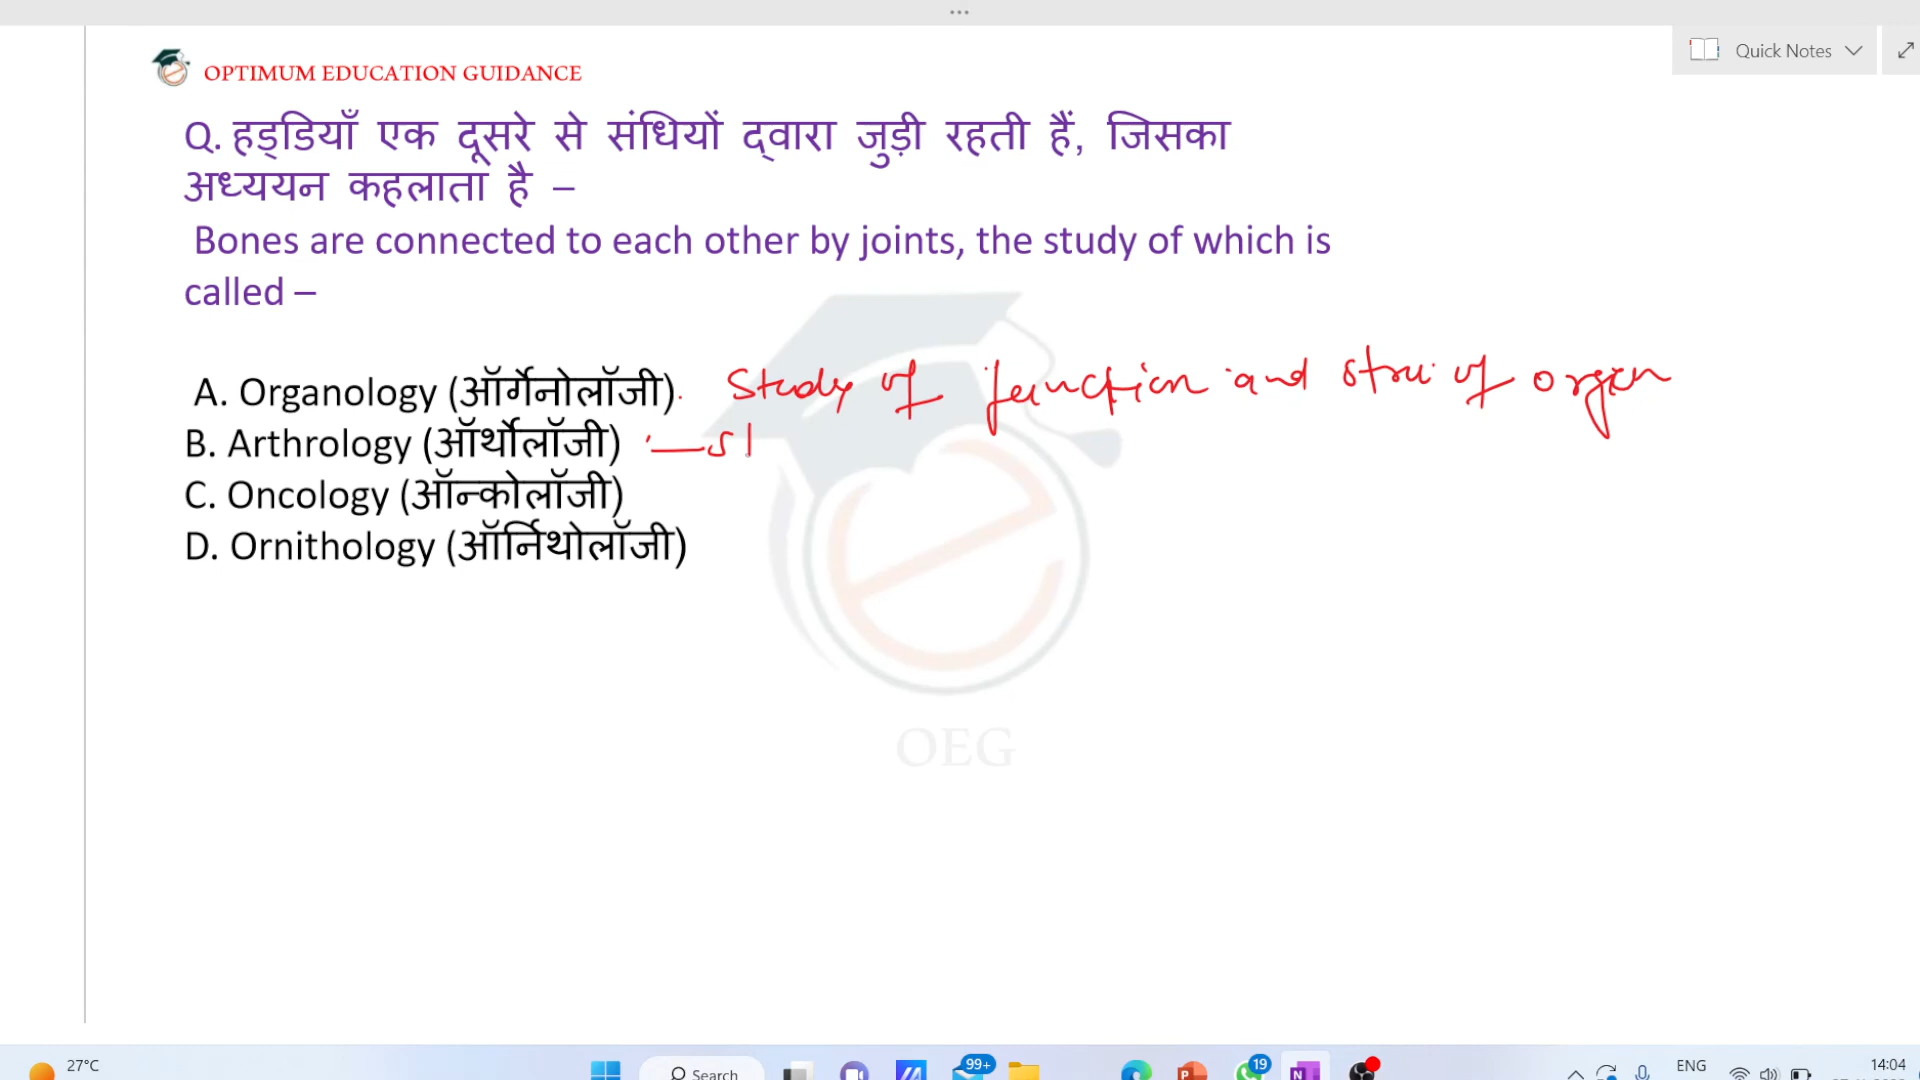 Quick Notes
OPTIMUM EDUCATION GUIDANCE
Q. हड्डियाँ एक दूसरे से संधियों द्वारा जुड़ी रहती हैं, जिसका
अध्ययन कहलाता है –
Bones are connected to each other by joints, the study of which is
called –
A. Organology (ऑर्गेनोलॉजी). Study of function and stru. of organ
B. Arthrology (ऑर्थोलॉजी)
C. Oncology (ऑन्कोलॉजी)
D. Ornithology (ऑर्निथोलॉजी)
OEG
27°C
Search
99+
19
ENG
14:04